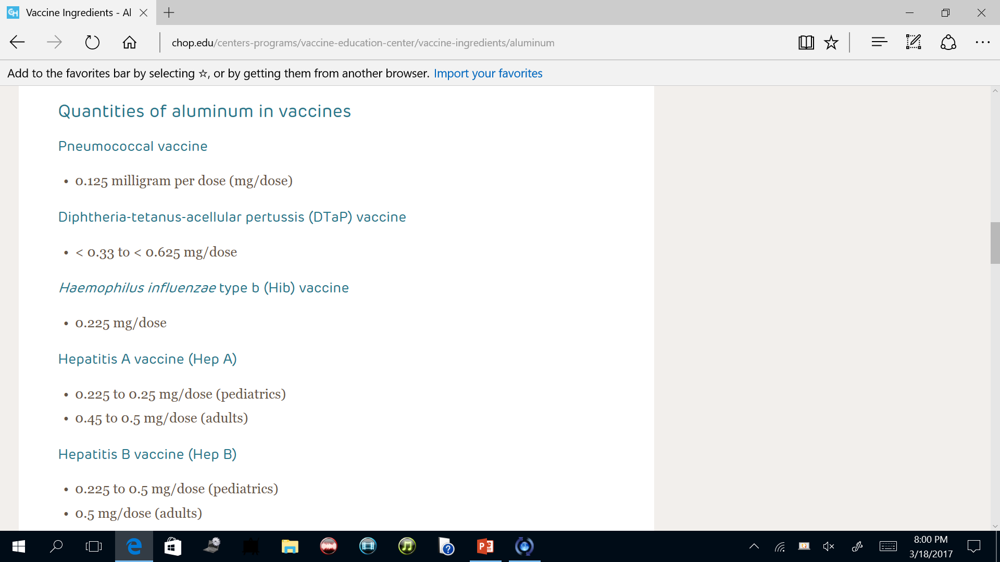 Vaccine Ingredients - Al
chop.edu/centers-programs/vaccine-education-center/vaccine-ingredients/aluminum
Add to the favorites bar by selecting ☆, or by getting them from another browser. Import your favorites
Quantities of aluminum in vaccines
Pneumococcal vaccine
• 0.125 milligram per dose (mg/dose)
Diphtheria-tetanus-acellular pertussis (DTaP) vaccine
• < 0.33 to < 0.625 mg/dose
Haemophilus influenzae type b (Hib) vaccine
• 0.225 mg/dose
Hepatitis A vaccine (Hep A)
• 0.225 to 0.25 mg/dose (pediatrics)
• 0.45 to 0.5 mg/dose (adults)
Hepatitis B vaccine (Hep B)
• 0.225 to 0.5 mg/dose (pediatrics)
• 0.5 mg/dose (adults)
8:00 PM
3/18/2017